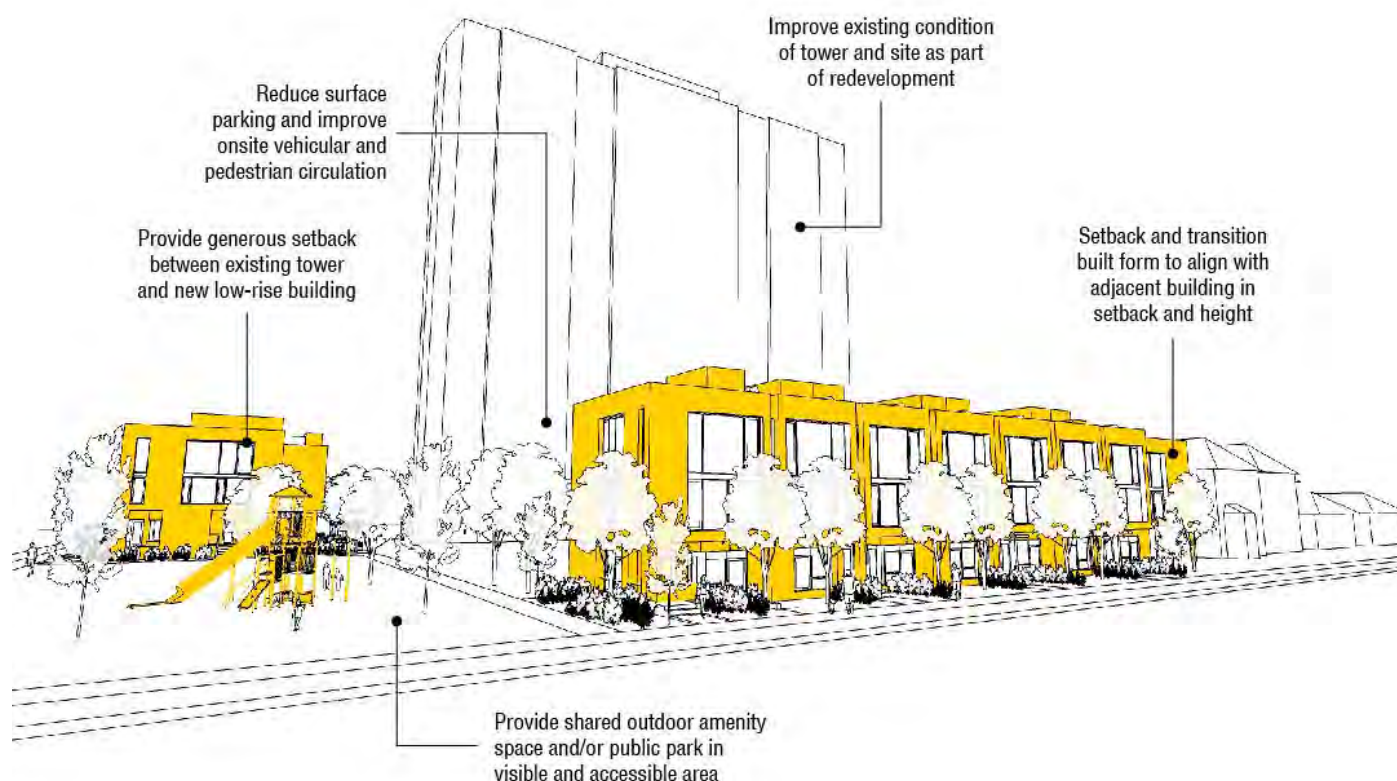 Improve existing condition
of tower and site as part
of redevelopment
Reduce surface
parking and improve
onsite vehicular and
pedestrian circulation
Provide generous setback
between existing tower
and new low-rise building
Setback and transition
built form to align with
adjacent building in
setback and height
Provide shared outdoor amenity
space and/or public park in
visible and accessible area